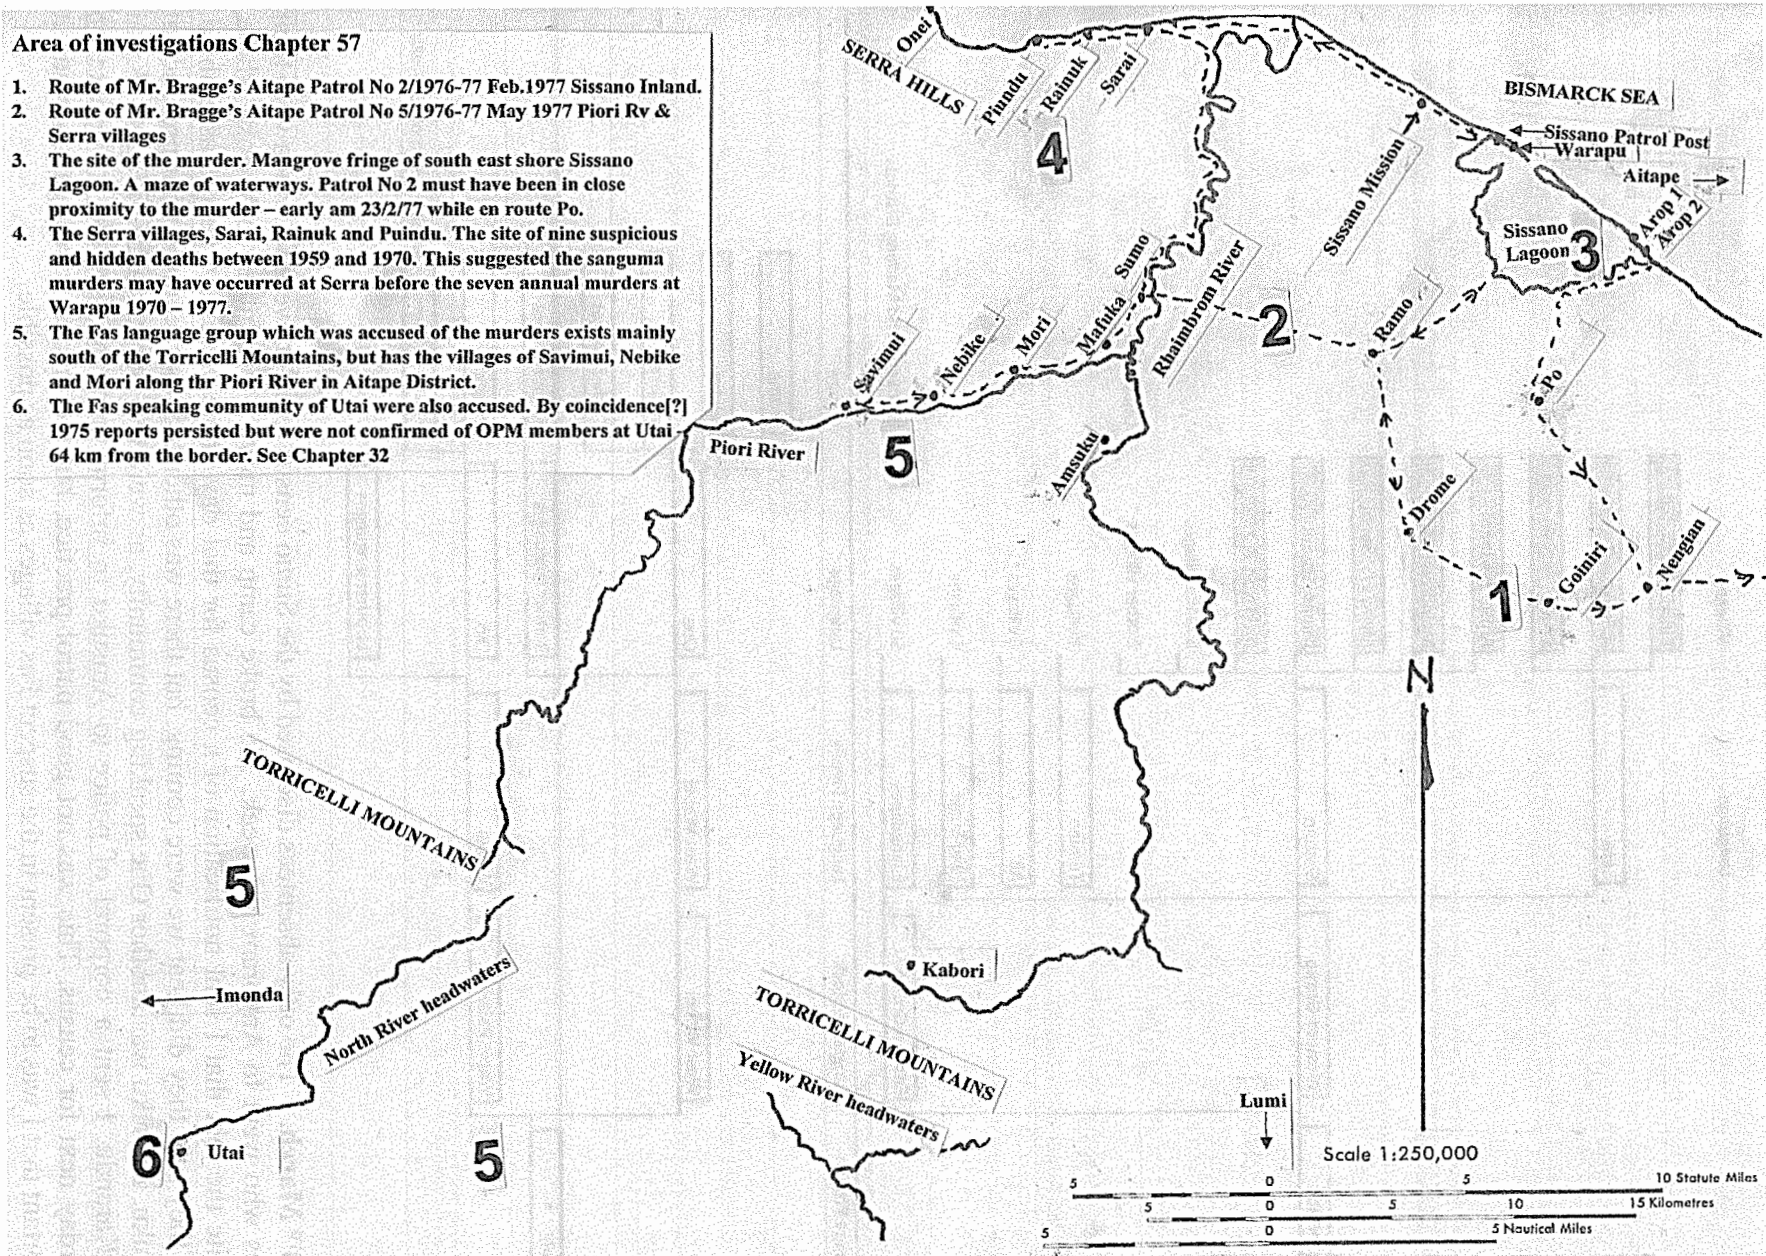 Area of investigations Chapter 57
1. Route of Mr. Bragge's Aitape Patrol No 2/1976-77 Feb.1977 Sissano Inland.
2. Route of Mr. Bragge's Aitape Patrol No 5/1976-77 May 1977 Piori Rv &
Serra villages
3. The site of the murder. Mangrove fringe of south east shore Sissano
Lagoon. A maze of waterways. Patrol No 2 must have been in close
proximity to the murder – early am 23/2/77 while en route Po.
4. The Serra villages, Sarai, Rainuk and Puindu. The site of nine suspicious
and hidden deaths between 1959 and 1970. This suggested the sanguma
murders may have occurred at Serra before the seven annual murders at
Warapu 1970 – 1977.
5. The Fas language group which was accused of the murders exists mainly
south of the Torricelli Mountains, but has the villages of Savimui, Nebike
and Mori along thr Piori River in Aitape District.
6. The Fas speaking community of Utai were also accused. By coincidence[?]
1975 reports persisted but were not confirmed of OPM members at Utai
64 km from the border. See Chapter 32
Onei
SERRA HILLS
Piundu
Rainuk
Sarai
4
BISMARCK SEA
Sissano Patrol Post
Warapu
Aitape
Sissano Mission
Arop 1
Arop 2
Sissano
Lagoon
3
Sumo
Rhaimbrom River
Mafuka
Mori
Nebike
Savimui
2
Ramo
Po
Piori River
5
Amsuku
Drome
Goiniri
Nengian
1
N
TORRICELLI MOUNTAINS
5
Imonda
North River headwaters
Kabori
TORRICELLI MOUNTAINS
Yellow River headwaters
Lumi
6
Utai
5
Scale 1:250,000
5 0 5 10 Statute Miles
5 0 5 10 15 Kilometres
5 0 5 Nautical Miles